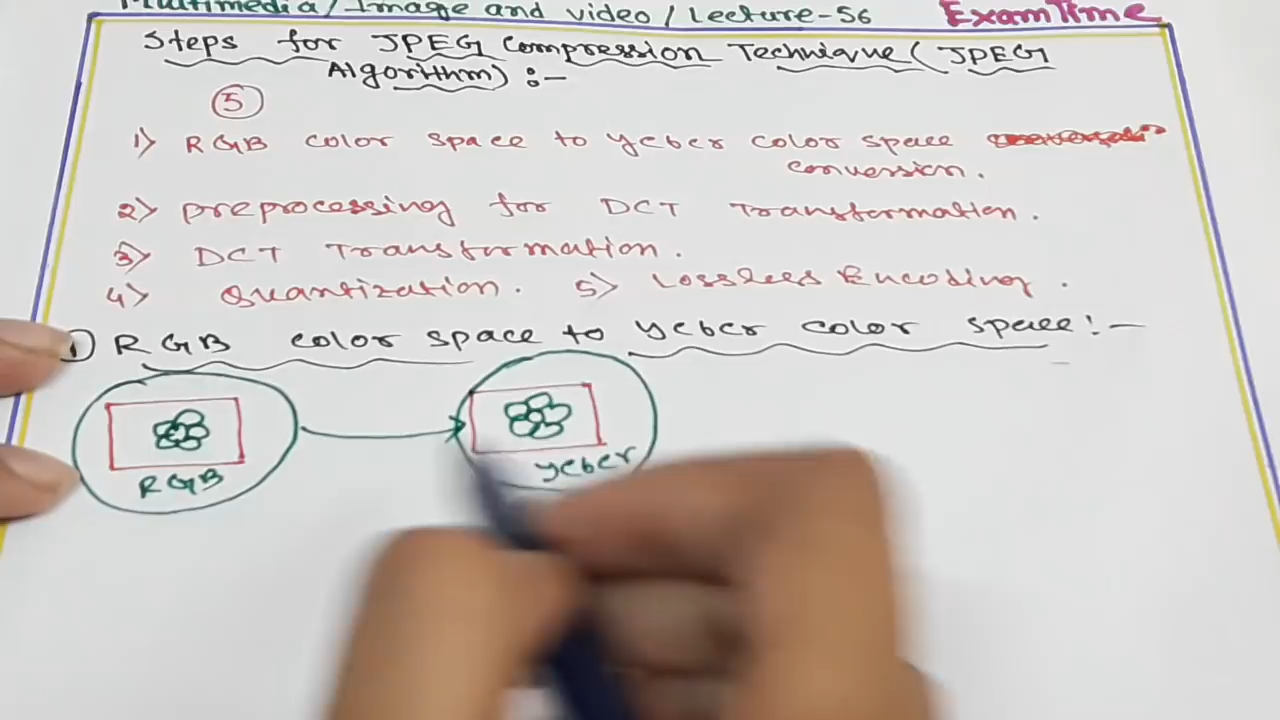 Multimedia/Image and video/Lecture-56 ExamTime
Steps for JPEG Compression Technique (JPEG
Algorithm) :-
5
1) RGB color space to ycbcr color space
conversion.
2) preprocessing for DCT Transformation.
3) DCT Transformation.
4) Quantization. 5) Lossless Encoding.
1) RGB color space to ycbcr color space:-
RGB
ycbcr